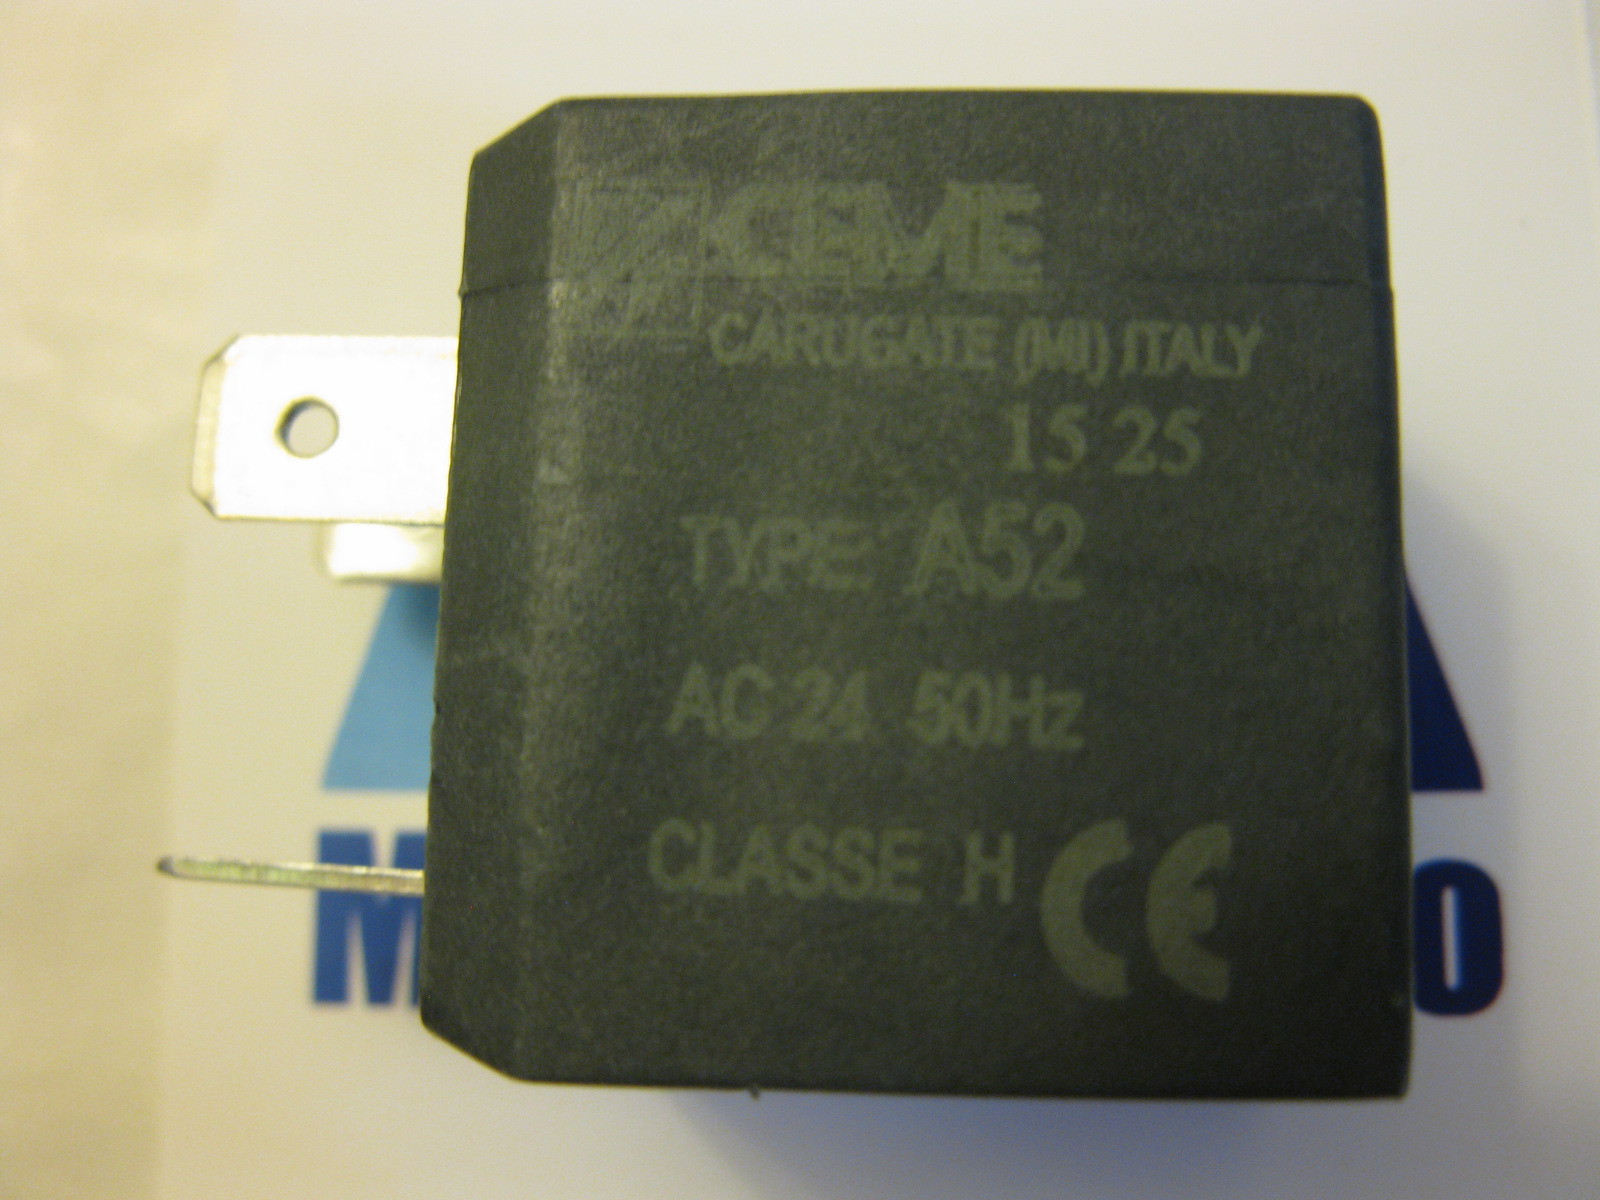 CEME
CARUGATE (MI) ITALY
15 25
TYPE A52
AC 24 50Hz
CLASSE H CE
M
O